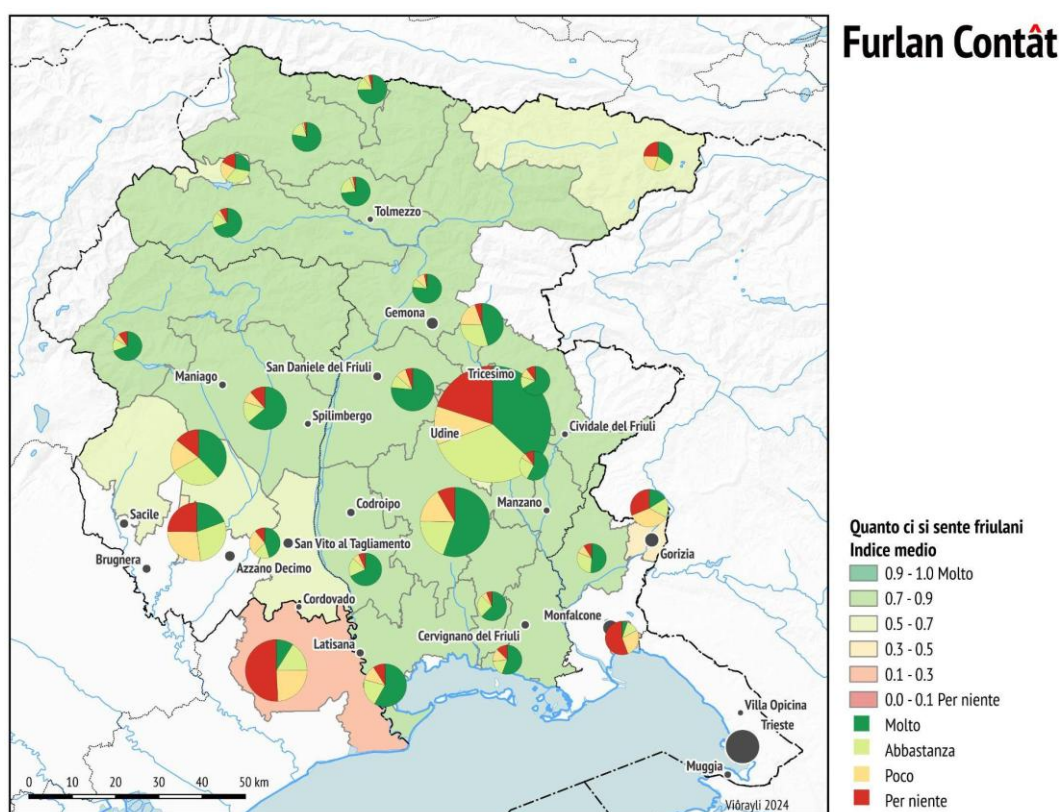 Furlan Contât
Tolmezzo
Gemona
San Daniele del Friuli
Tricesimo
Maniago
Spilimbergo
Udine
Cividale del Friuli
Codroipo
Manzano
Sacile
San Vito al Tagliamento
Gorizia
Brugnera
Azzano Decimo
Cordovado
Monfalcone
Latisana
Cervignano del Friuli
Villa Opicina
Trieste
Muggia
0 10 20 30 40 50 km
Viôrayli 2024
Quanto ci si sente friulani
Indice medio
0.9 - 1.0 Molto
0.7 - 0.9
0.5 - 0.7
0.3 - 0.5
0.1 - 0.3
0.0 - 0.1 Per niente
Molto
Abbastanza
Poco
Per niente